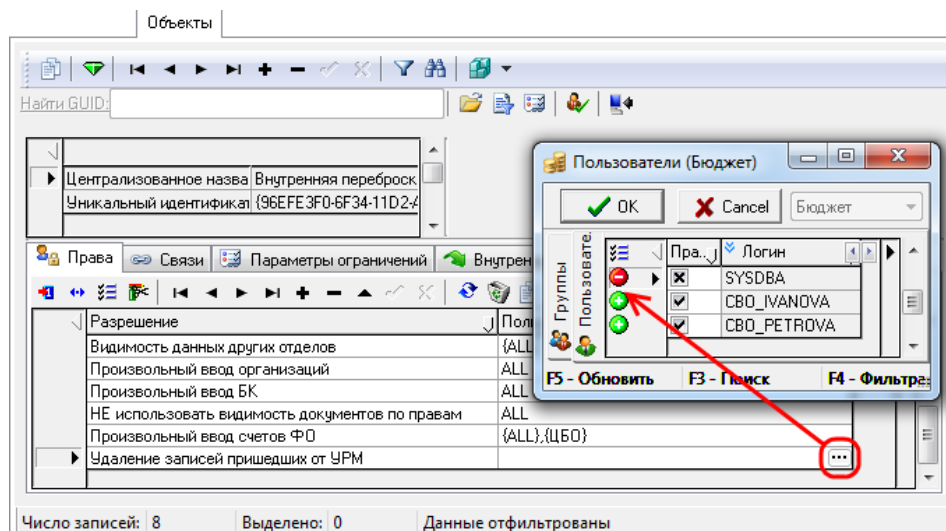 Объекты
Найти GUID:
Централизованное назва Внутренняя переброск
Уникальный идентификат {96EFE3F0-6F34-11D2-
Права Связи Параметры ограничений Внутрен
Разрешение Пол
Видимость данных других отделов {ALL
Произвольный ввод организаций ALL
Произвольный ввод БК ALL
НЕ использовать видимость документов по правам ALL
Произвольный ввод счетов ФО {ALL},{ЦБО}
Удаление записей пришедших от УРМ ...
Число записей: 8 Выделено: 0 Данные отфильтрованы
Пользователи (Бюджет)
OK Cancel Бюджет
Группы
Пользовате.
Пра... Логин
SYSDBA
CBO_IVANOVA
CBO_PETROVA
F5 - Обновить F3 - Поиск F4 - Фильтра